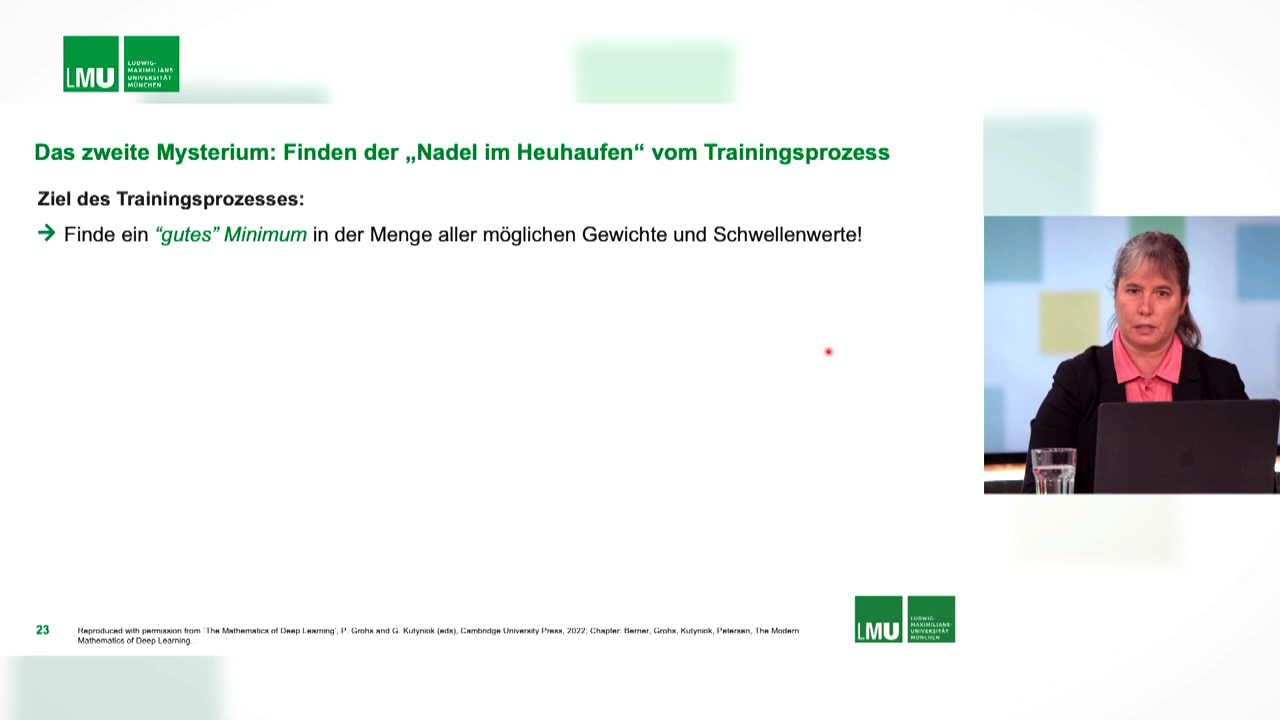 LMU
LUDWIG-
MAXIMILIANS-
UNIVERSITÄT
MÜNCHEN
Das zweite Mysterium: Finden der „Nadel im Heuhaufen“ vom Trainingsprozess
Ziel des Trainingsprozesses:
→ Finde ein “gutes” Minimum in der Menge aller möglichen Gewichte und Schwellenwerte!
23
Reproduced with permission from ‘The Mathematics of Deep Learning’, P. Grohs and G. Kutyniok (eds), Cambridge University Press, 2022; Chapter: Berner, Grohs, Kutyniok, Petersen, The Modern
Mathematics of Deep Learning..
LMU
LUDWIG-
MAXIMILIANS-
UNIVERSITÄT
MÜNCHEN